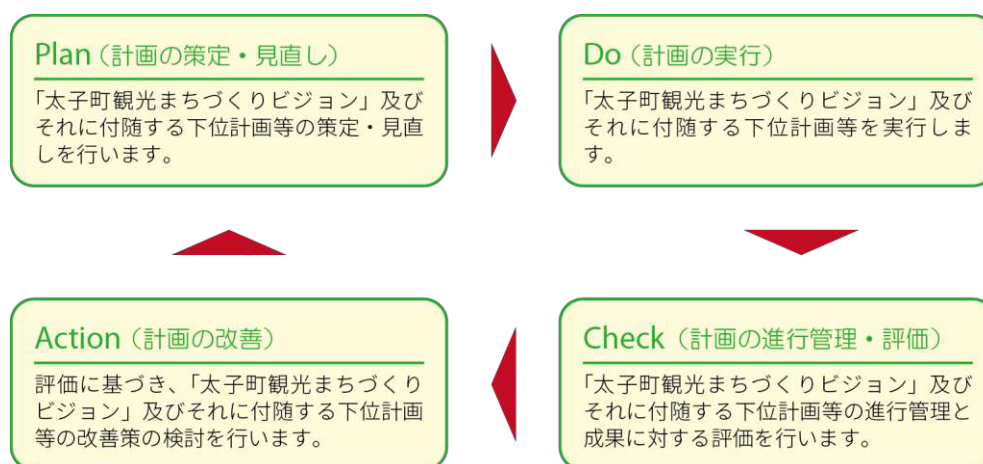 Plan(計画の策定・見直し)
「太子町観光まちづくりビジョン」及び
それに付随する下位計画等の策定・見直
しを行います。
Do(計画の実行)
「太子町観光まちづくりビジョン」及び
それに付随する下位計画等を実行しま
す。
Check(計画の進行管理・評価)
「太子町観光まちづくりビジョン」及び
それに付随する下位計画等の進行管理と
成果に対する評価を行います。
Action(計画の改善)
評価に基づき、「太子町観光まちづくり
ビジョン」及びそれに付随する下位計画
等の改善策の検討を行います。